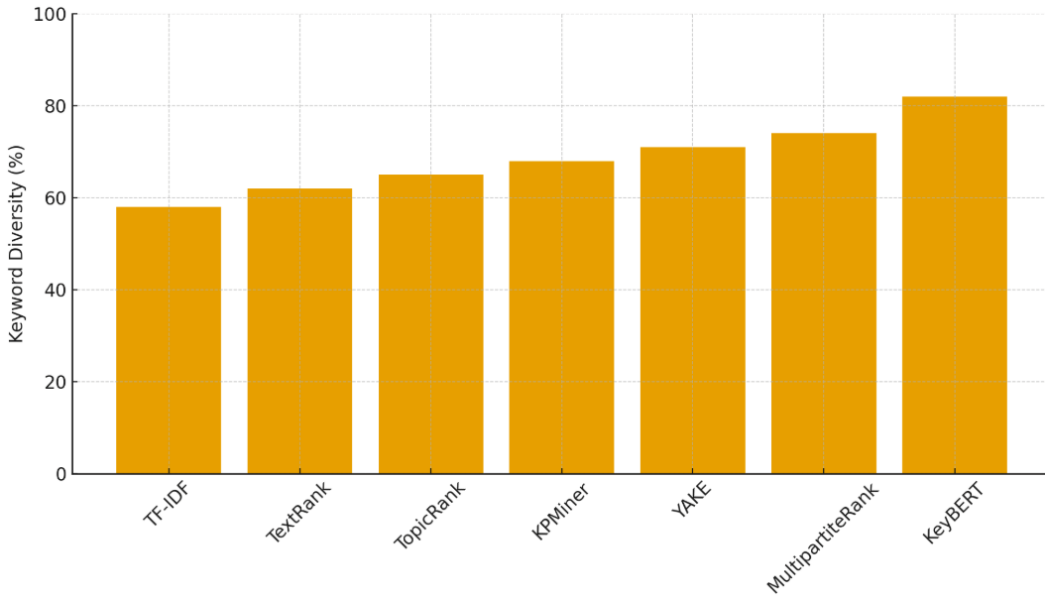 Keyword Diversity (%)
100
80
60
40
20
0
TF-IDF
TextRank
TopicRank
KPMiner
YAKE
MultipartiteRank
KeyBERT